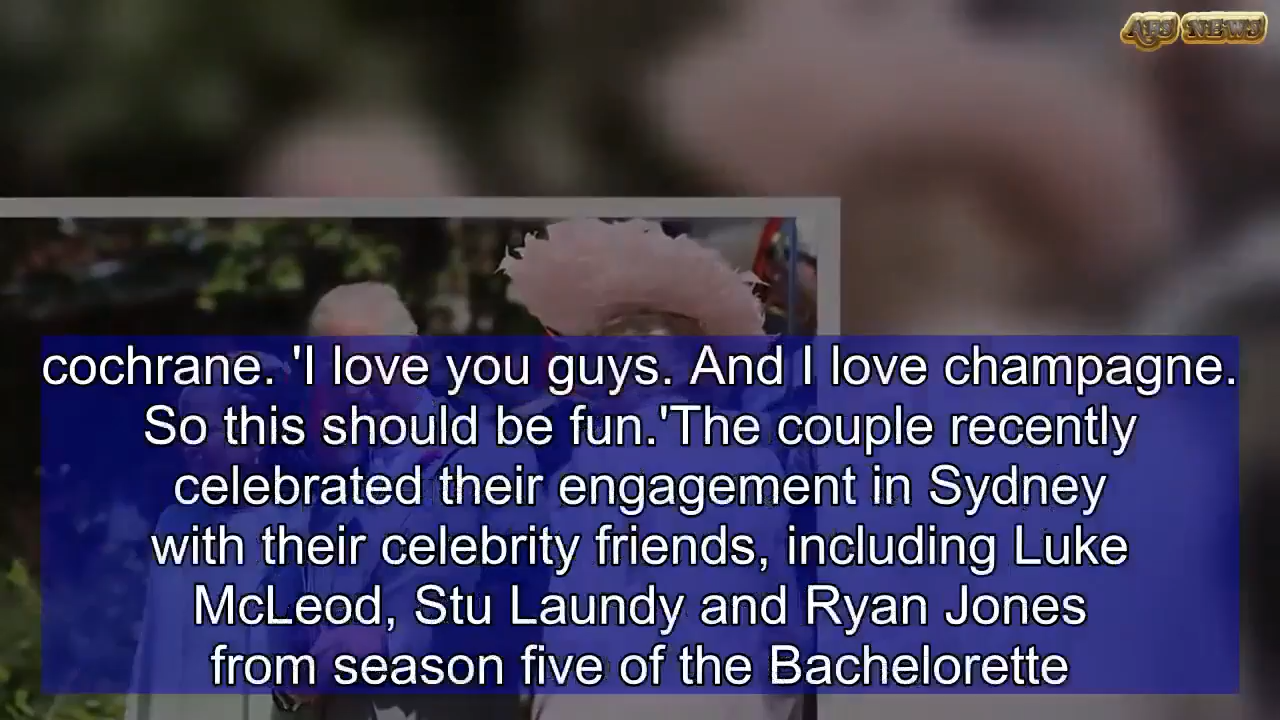 AFS NEWS
cochrane. 'I love you guys. And I love champagne.
So this should be fun.'The couple recently
celebrated their engagement in Sydney
with their celebrity friends, including Luke
McLeod, Stu Laundy and Ryan Jones
from season five of the Bachelorette